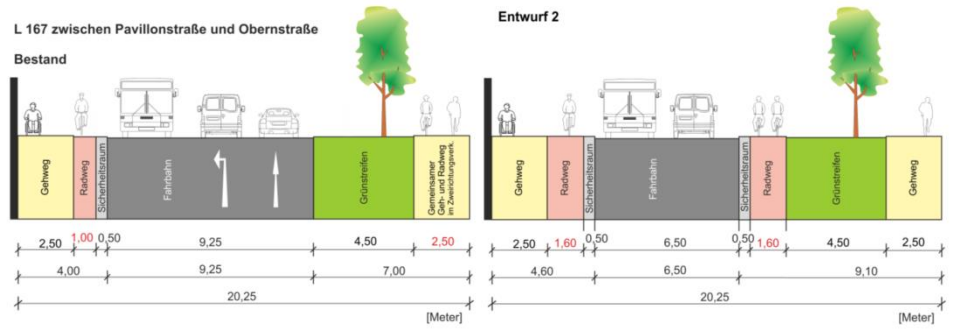 L 167 zwischen Pavillonstraße und Obernstraße
Bestand
Gehweg
Radweg
Sicherheitsraum
Fahrbahn
Grünstreifen
Gemeinsamer
Geh- und Radweg
im Zweirichtungsverk.
2,50 1,00 0,50 9,25 4,50 2,50
4,00 9,25 7,00
20,25
[Meter]
Entwurf 2
Gehweg
Radweg
Sicherheitsraum
Fahrbahn
Sicherheitsraum
Radweg
Grünstreifen
Gehweg
2,50 1,60 0,50 6,50 0,50 1,60 4,50 2,50
4,60 6,50 9,10
20,25
[Meter]